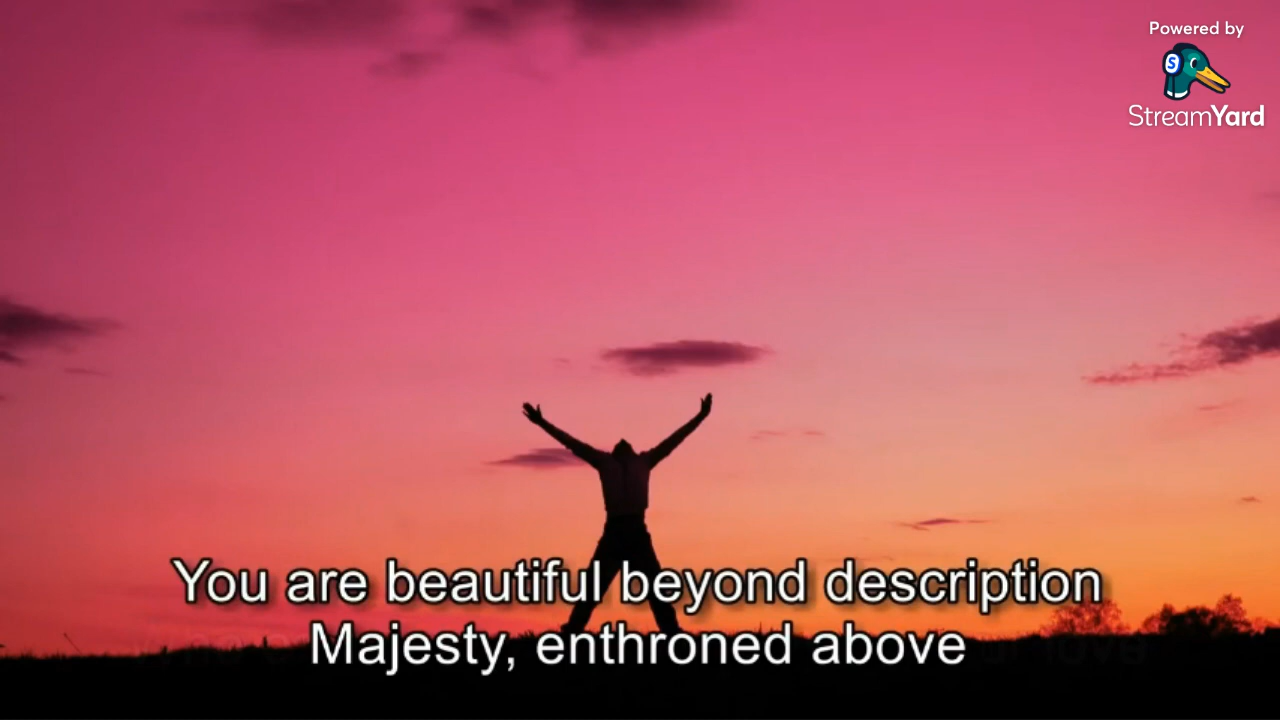 Powered by
S
StreamYard
You are beautiful beyond description
Majesty, enthroned above